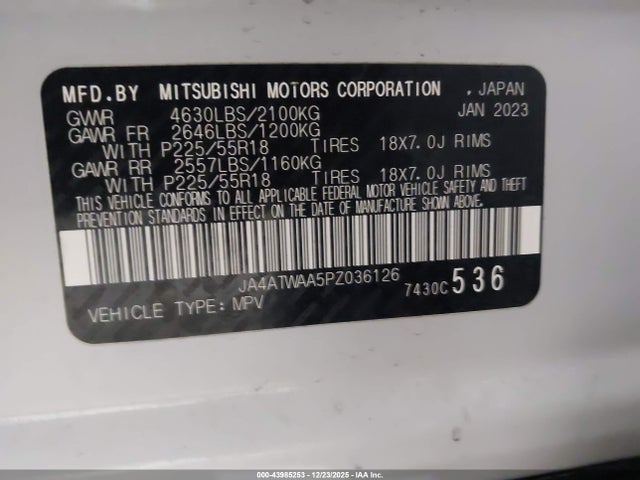 MFD.BY MITSUBISHI MOTORS CORPORATION , JAPAN
GWWR 4630LBS/2100KG JAN 2023
GAWR FR 2646LBS/1200KG
WITH P225/55R18 TIRES 18X7.0J RIMS
GAWR RR 2557LBS/1160KG
WITH P225/55R18 TIRES 18X7.0J RIMS
THIS VEHICLE CONFORMS TO ALL APPLICABLE FEDERAL MOTOR VEHICLE SAFETY AND THEFT
PREVENTION STANDARDS IN EFFECT ON THE DATE OF MANUFACTURE SHOWN ABOVE.
JA4ATWAA5PZ036126 7430C 536
VEHICLE TYPE: MPV
000-43985253 - 12/23/2025 - IAA, Inc.